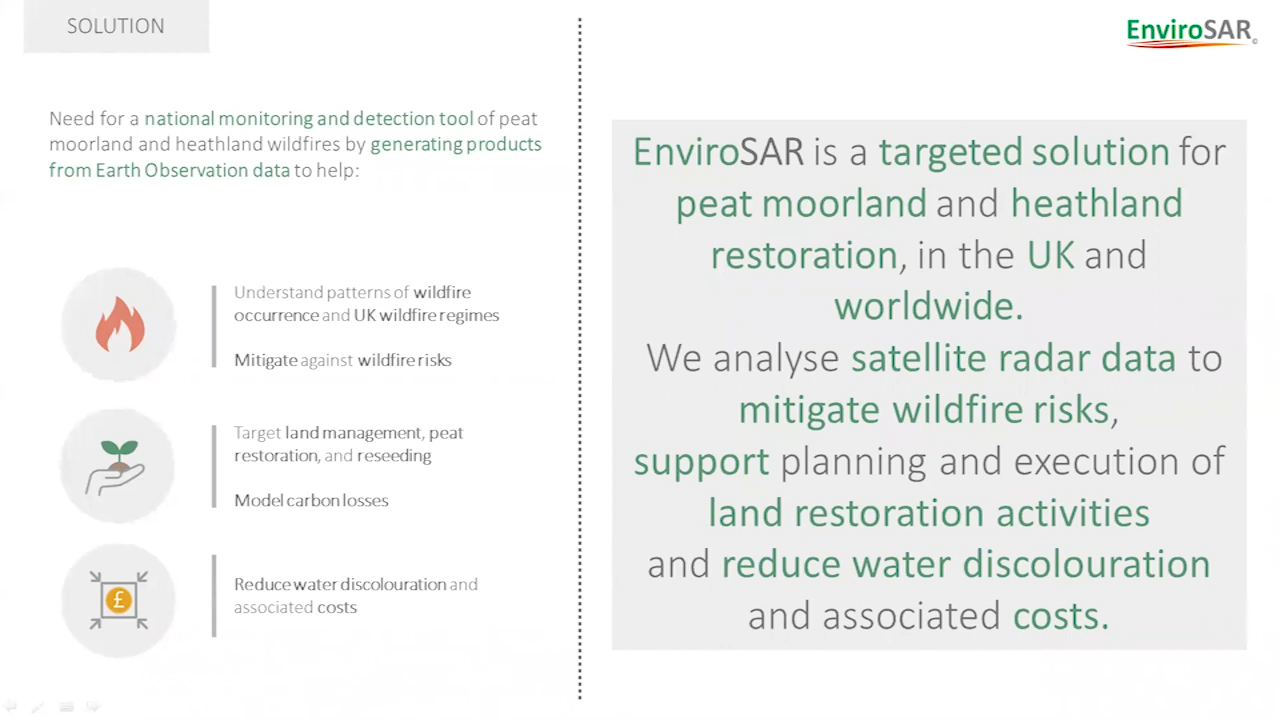 SOLUTION
EnviroSAR©
Need for a national monitoring and detection tool of peat
moorland and heathland wildfires by generating products
from Earth Observation data to help:
Understand patterns of wildfire
occurrence and UK wildfire regimes
Mitigate against wildfire risks
Target land management, peat
restoration, and reseeding
Model carbon losses
£
Reduce water discolouration and
associated costs
EnviroSAR is a targeted solution for
peat moorland and heathland
restoration, in the UK and
worldwide.
We analyse satellite radar data to
mitigate wildfire risks,
support planning and execution of
land restoration activities
and reduce water discolouration
and associated costs.